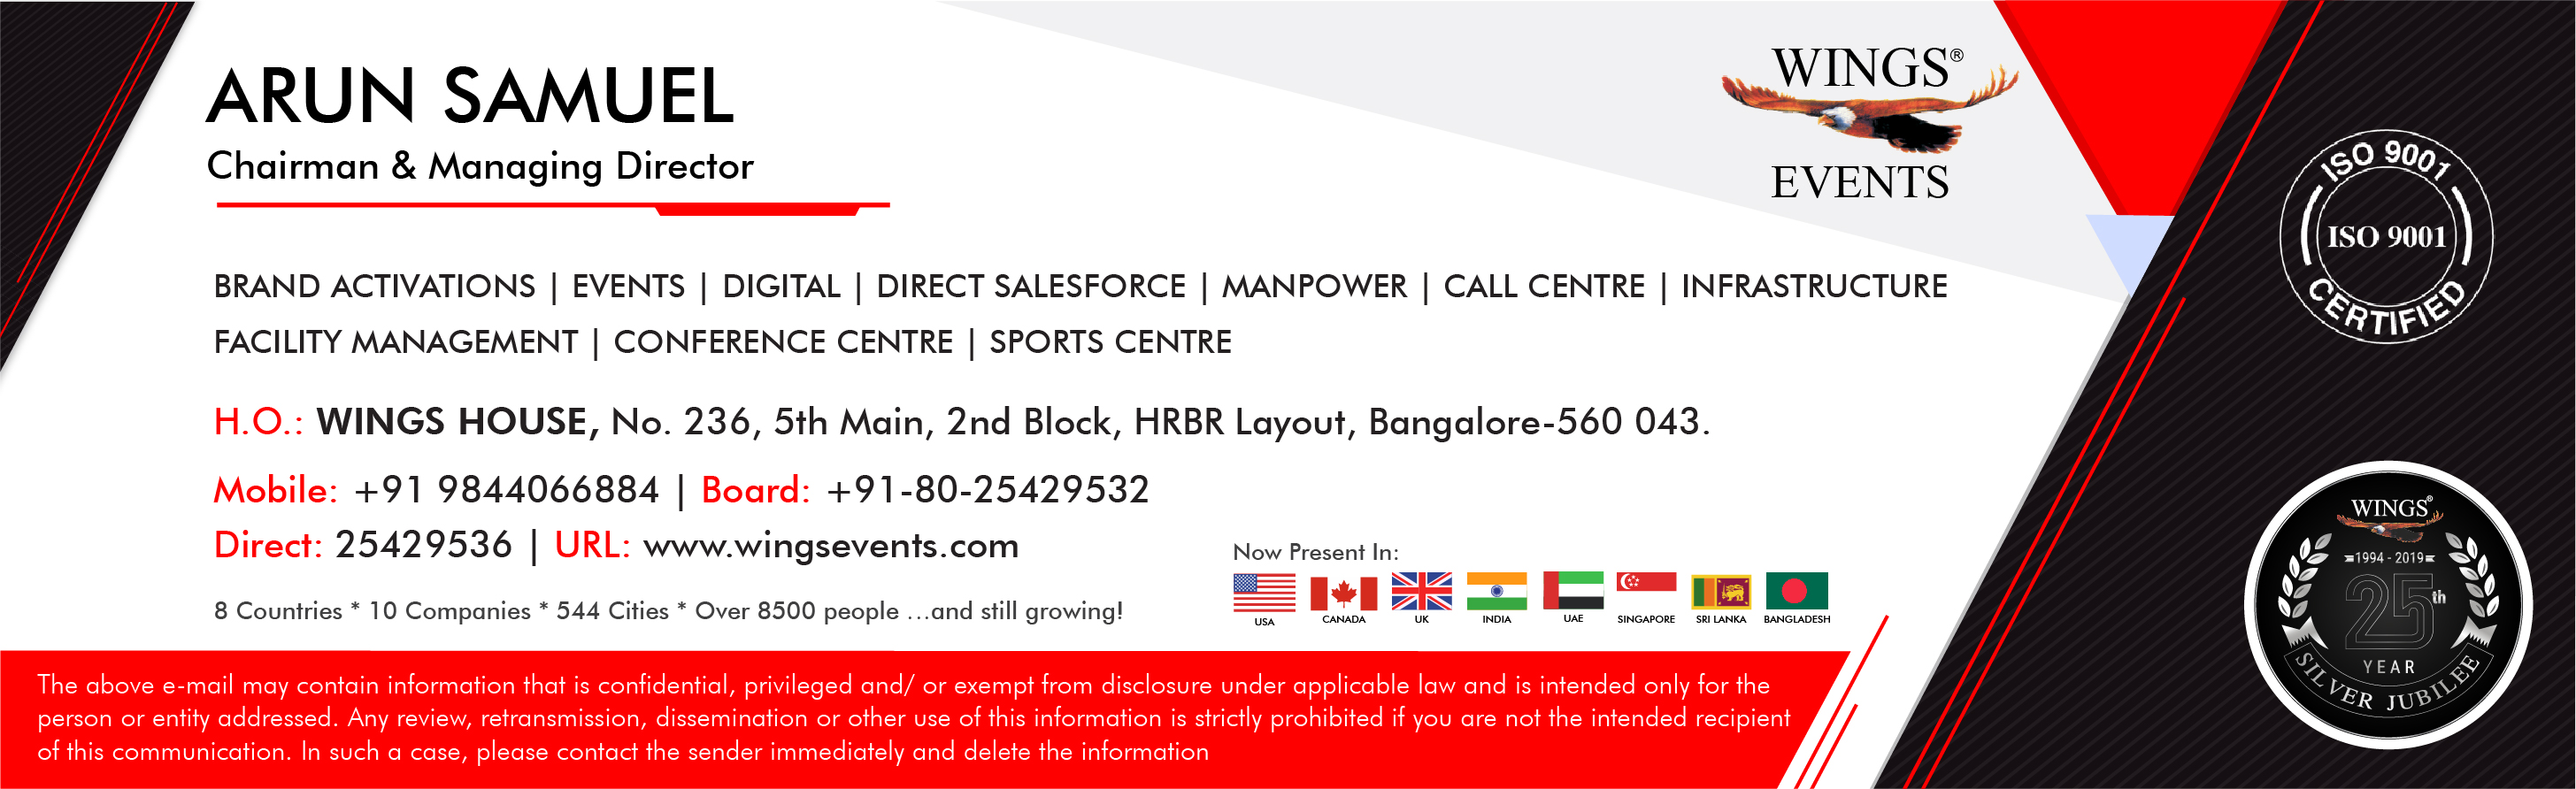 ARUN SAMUEL
Chairman & Managing Director
WINGS®
EVENTS
ISO 9001
ISO 9001
CERTIFIED
BRAND ACTIVATIONS | EVENTS | DIGITAL | DIRECT SALESFORCE | MANPOWER | CALL CENTRE | INFRASTRUCTURE
FACILITY MANAGEMENT | CONFERENCE CENTRE | SPORTS CENTRE
H.O.: WINGS HOUSE, No. 236, 5th Main, 2nd Block, HRBR Layout, Bangalore-560 043.
Mobile: +91 9844066884 | Board: +91-80-25429532
Direct: 25429536 | URL: www.wingsevents.com
8 Countries * 10 Companies * 544 Cities * Over 8500 people ...and still growing!
Now Present In:
USA CANADA UK INDIA UAE SINGAPORE SRI LANKA BANGLADESH
WINGS®
1994 - 2019
25th
YEAR
SILVER JUBILEE
The above e-mail may contain information that is confidential, privileged and/ or exempt from disclosure under applicable law and is intended only for the
person or entity addressed. Any review, retransmission, dissemination or other use of this information is strictly prohibited if you are not the intended recipient
of this communication. In such a case, please contact the sender immediately and delete the information